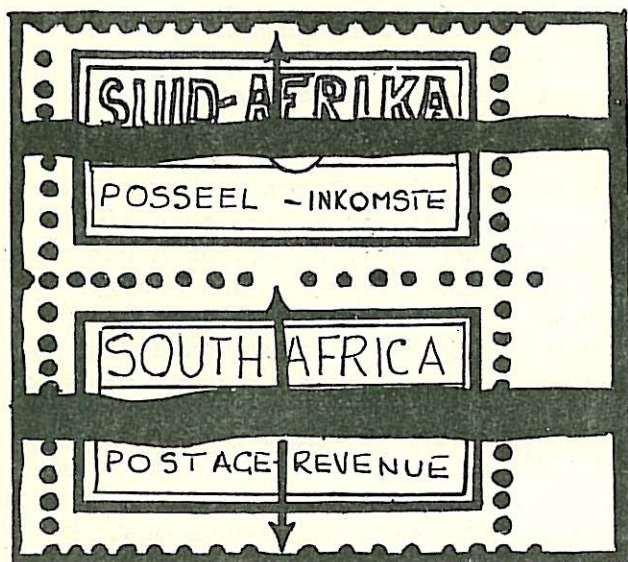 SUID-AFRIKA
POSSEEL - INKOMSTE
SOUTH AFRICA
POSTAGE-REVENUE